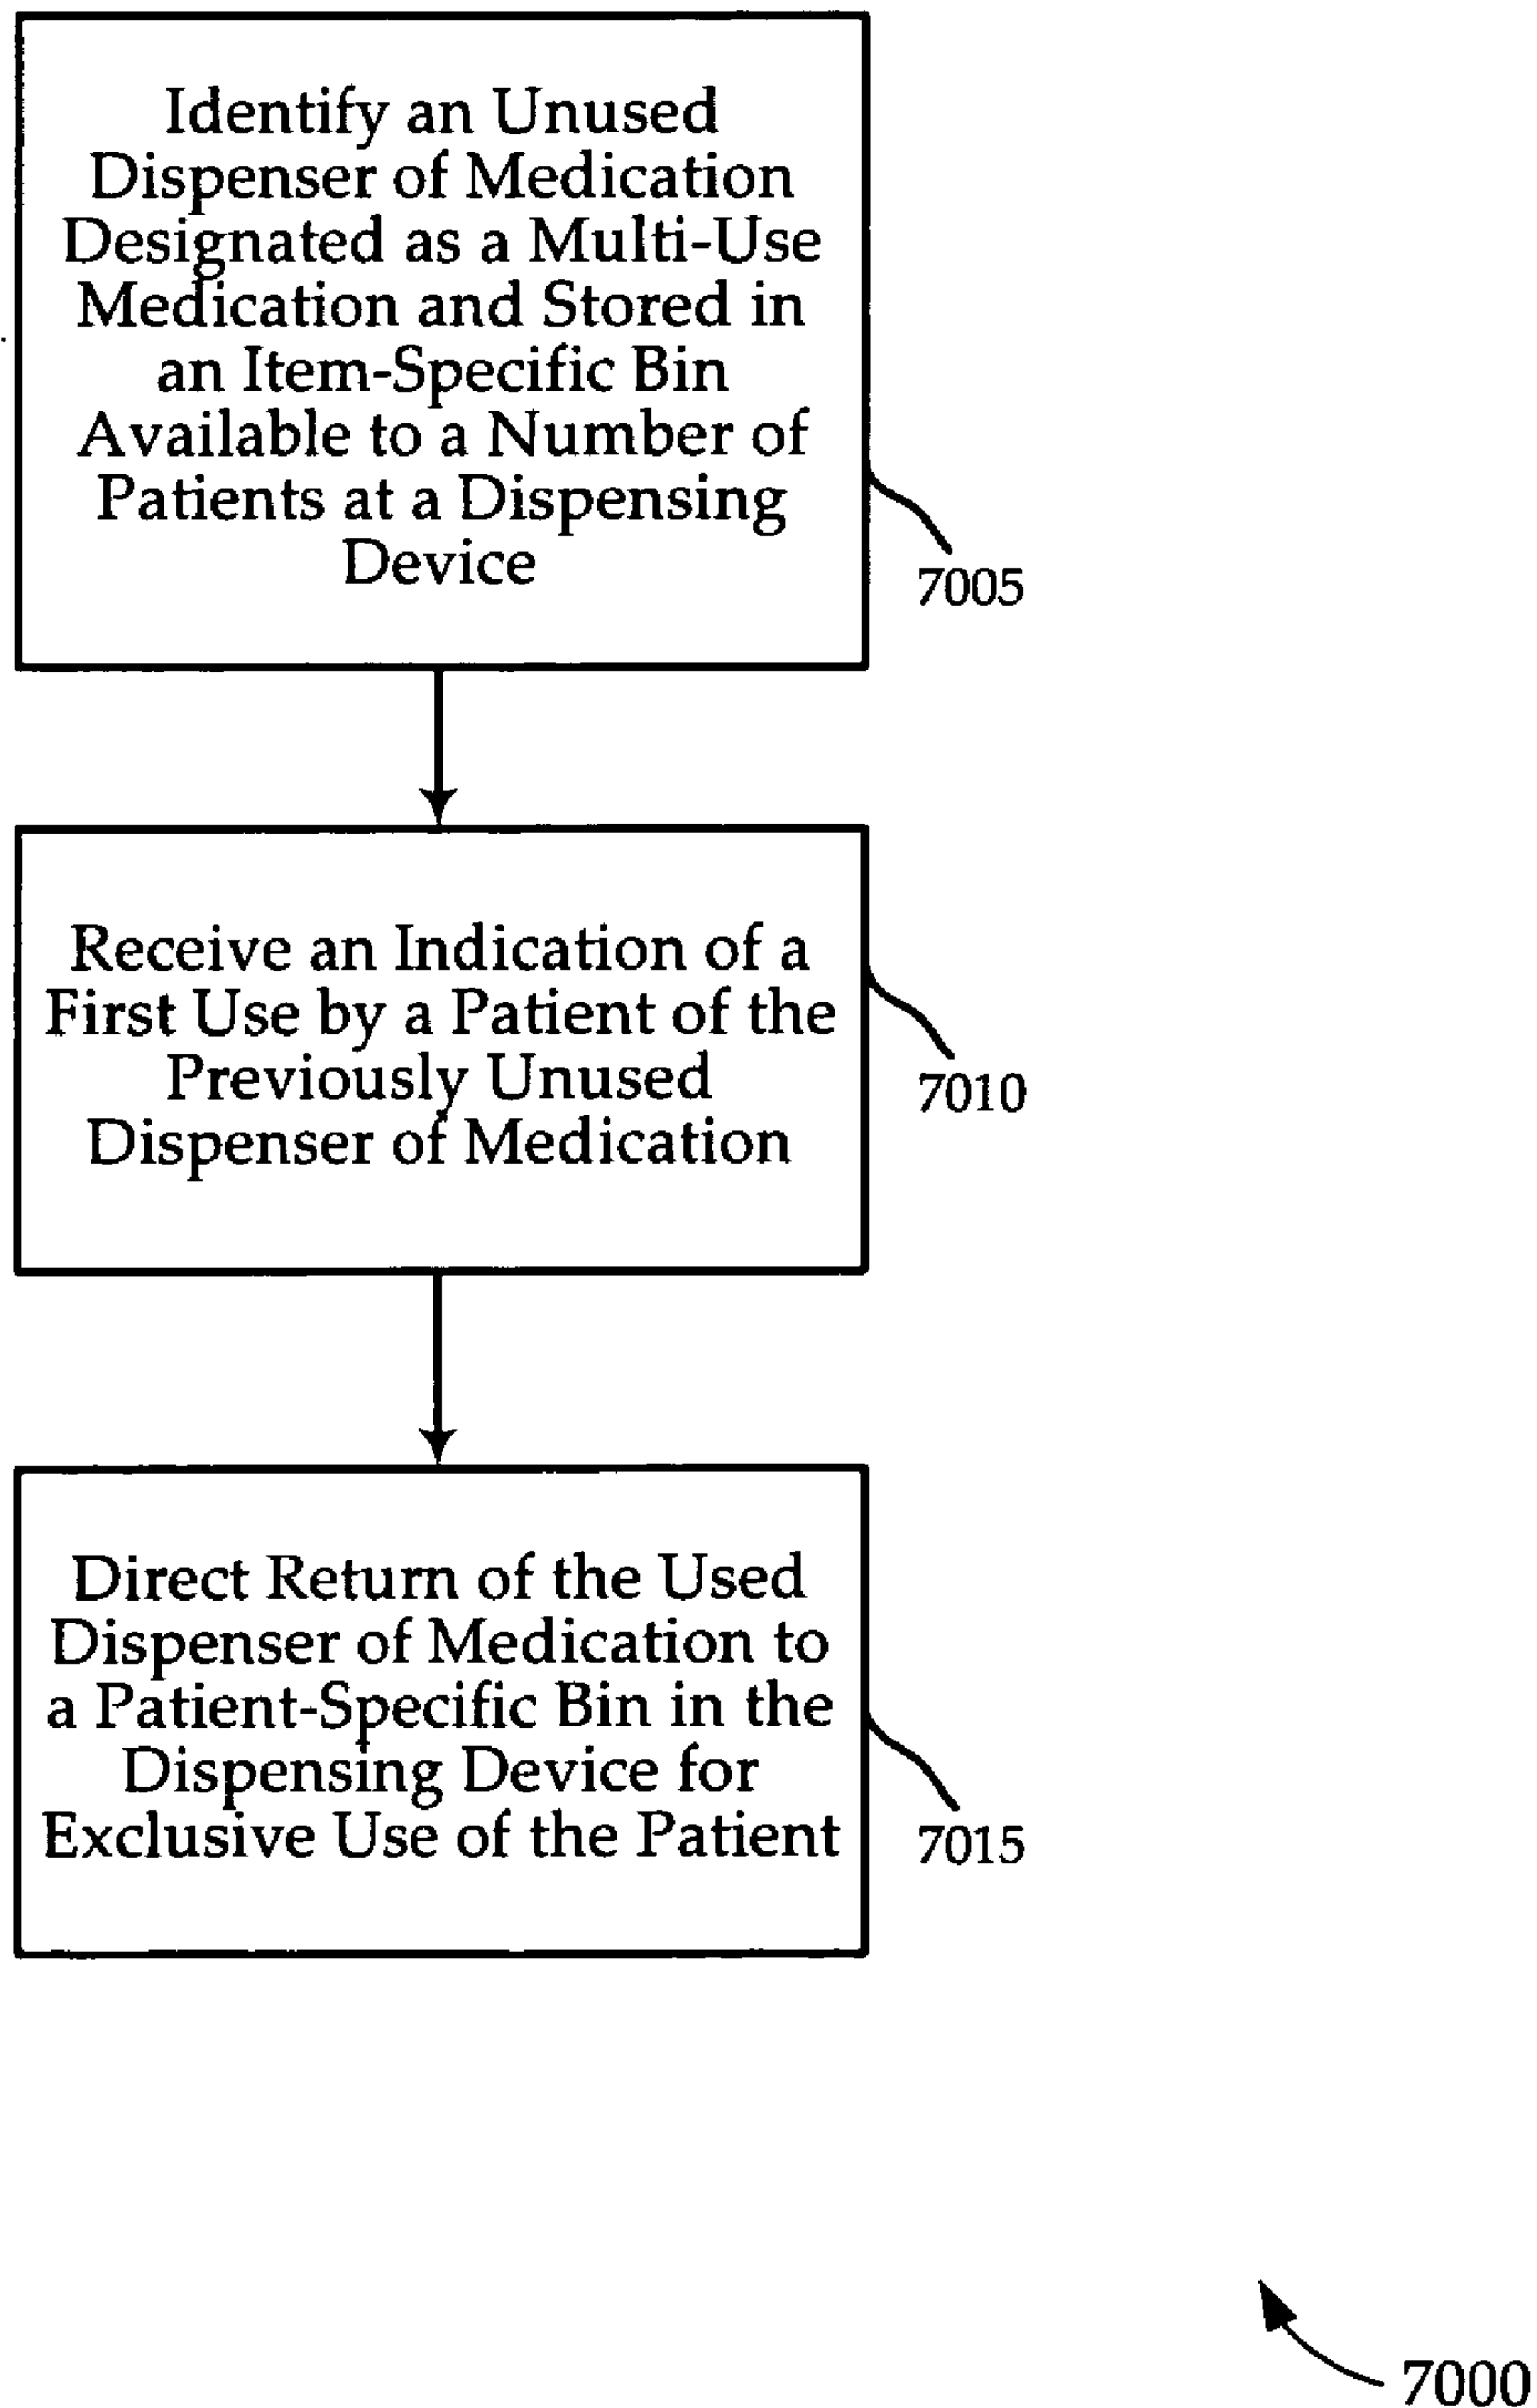 Identify an Unused
Dispenser of Medication
Designated as a Multi-Use
Medication and Stored in
an Item-Specific Bin
Available to a Number of
Patients at a Dispensing
Device
7005
Receive an Indication of a
First Use by a Patient of the
Previously Unused
Dispenser of Medication
7010
Direct Return of the Used
Dispenser of Medication to
a Patient-Specific Bin in the
Dispensing Device for
Exclusive Use of the Patient
7015
7000